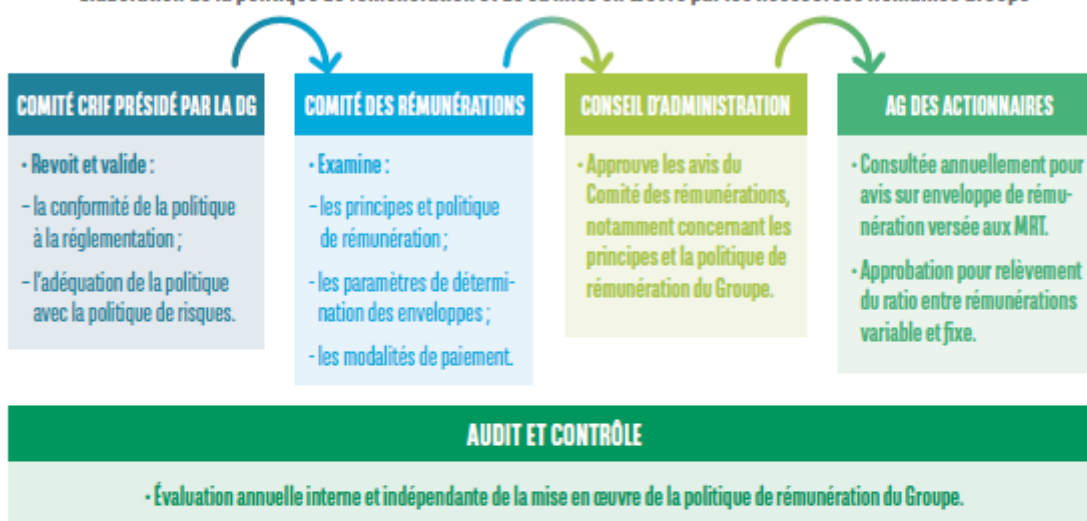 COMITÉ CRIF PRÉSIDÉ PAR LA DG
• Revoit et valide :
– la conformité de la politique
à la réglementation ;
– l'adéquation de la politique
avec la politique de risques.
COMITÉ DES RÉMUNÉRATIONS
• Examine :
– les principes et politique
de rémunération ;
– les paramètres de détermi-
nation des enveloppes ;
– les modalités de paiement.
CONSEIL D'ADMINISTRATION
• Approuve les avis du
Comité des rémunérations,
notamment concernant les
principes et la politique de
rémunération du Groupe.
AG DES ACTIONNAIRES
• Consultée annuellement pour
avis sur enveloppe de rému-
nération versée aux MRT.
• Approbation pour relèvement
du ratio entre rémunérations
variable et fixe.
AUDIT ET CONTRÔLE
• Évaluation annuelle interne et indépendante de la mise en œuvre de la politique de rémunération du Groupe.